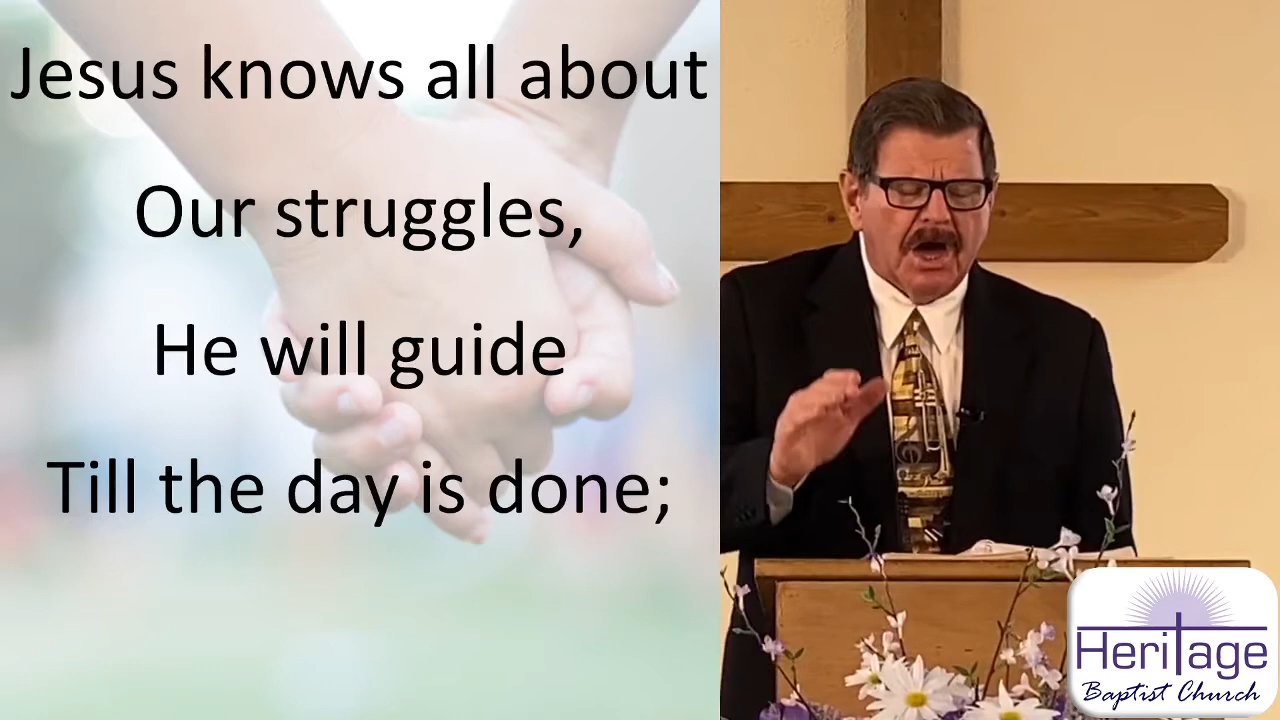 Jesus knows all about
Our struggles,
He will guide
Till the day is done;
Heritage
Baptist Church